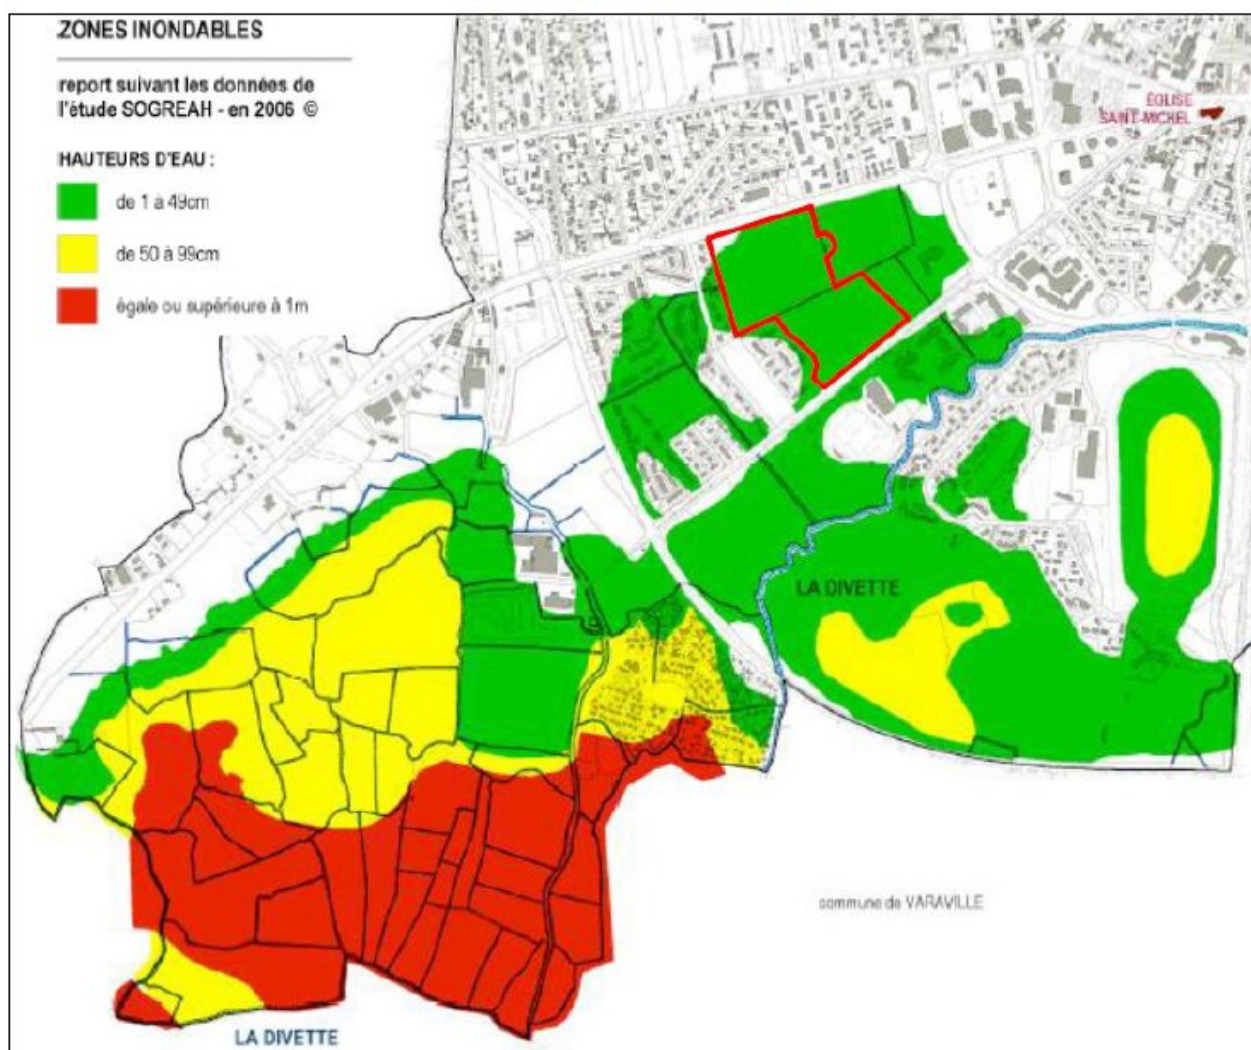 ZONES INONDABLES
report suivant les données de
l'étude SOGREAH - en 2006 ©
HAUTEURS D'EAU :
de 1 à 49cm
de 50 à 99cm
égale ou supérieure à 1m
ÉGLISE
SAINT-MICHEL
LA DIVETTE
commune de VARAVILLE
LA DIVETTE